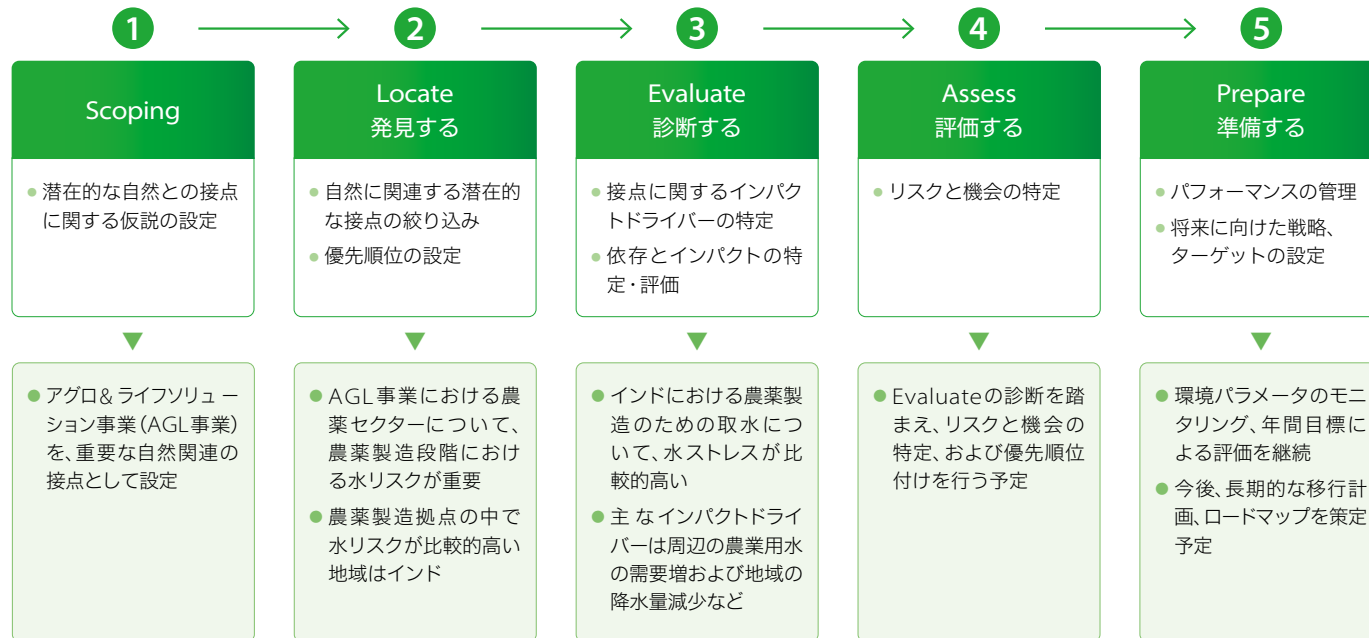 1
2
3
4
5
Scoping
Locate
発見する
Evaluate
診断する
Assess
評価する
Prepare
準備する
● 潜在的な自然との接点
に関する仮説の設定
● 自然に関連する潜在的
な接点の絞り込み
● 優先順位の設定
● 接点に関するインパク
トドライバーの特定
● 依存とインパクトの特
定・評価
● リスクと機会の特定
● パフォーマンスの管理
● 将来に向けた戦略、
ターゲットの設定
● アグロ&ライフソリュー
ション事業(AGL事業)
を、重要な自然関連の
接点として設定
● AGL事業における農
薬セクターについて、
農薬製造段階におけ
る水リスクが重要
● 農薬製造拠点の中で
水リスクが比較的高い
地域はインド
● インドにおける農薬製
造のための取水につ
いて、水ストレスが比
較的高い
● 主なインパクトドライ
バーは周辺の農業用水
の需要増および地域の
降水量減少など
● Evaluateの診断を踏
まえ、リスクと機会の
特定、および優先順位
付けを行う予定
● 環境パラメータのモニ
タリング、年間目標に
よる評価を継続
● 今後、長期的な移行計
画、ロードマップを策定
予定